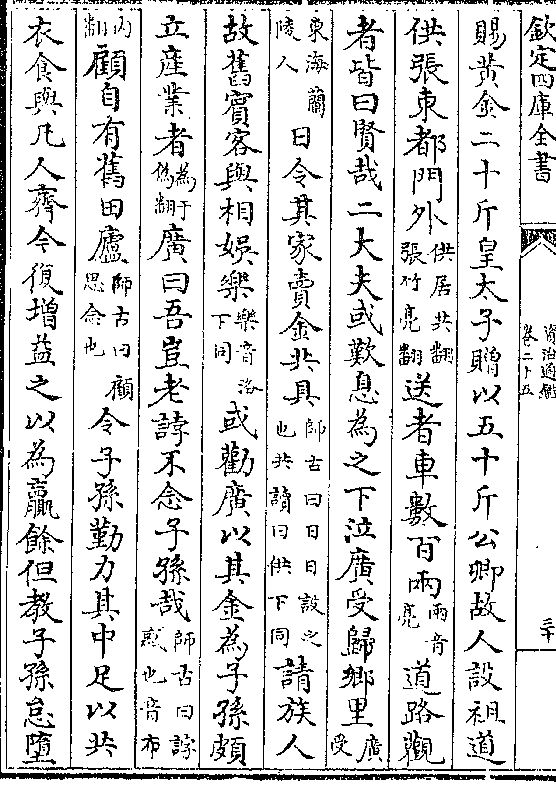 欽定四庫全書
資治通鑑
卷二十五
三十
賜黃金二十斤皇太子贈以五十斤公卿故人設祖道
供張東都門外供居共翻張竹亮翻送者車數百兩兩音亮道路觀
者皆曰賢哉二大夫或歎息為之下泣廣受歸鄉里廣受
東海蘭陵人日令其家賣金共具師古曰日日設之也共讀曰供下同請族人
故舊賓客與相娛樂樂音洛下同或勸廣以其金為子孫頗
立產業者為于偽翻廣曰吾豈老誖不念子孫哉師古曰誖惑也音布
內翻顧自有舊田廬師古曰顧思念也令子孫勤力其中足以共
衣食與凡人齊今復增益之以為贏餘但教子孫怠墮